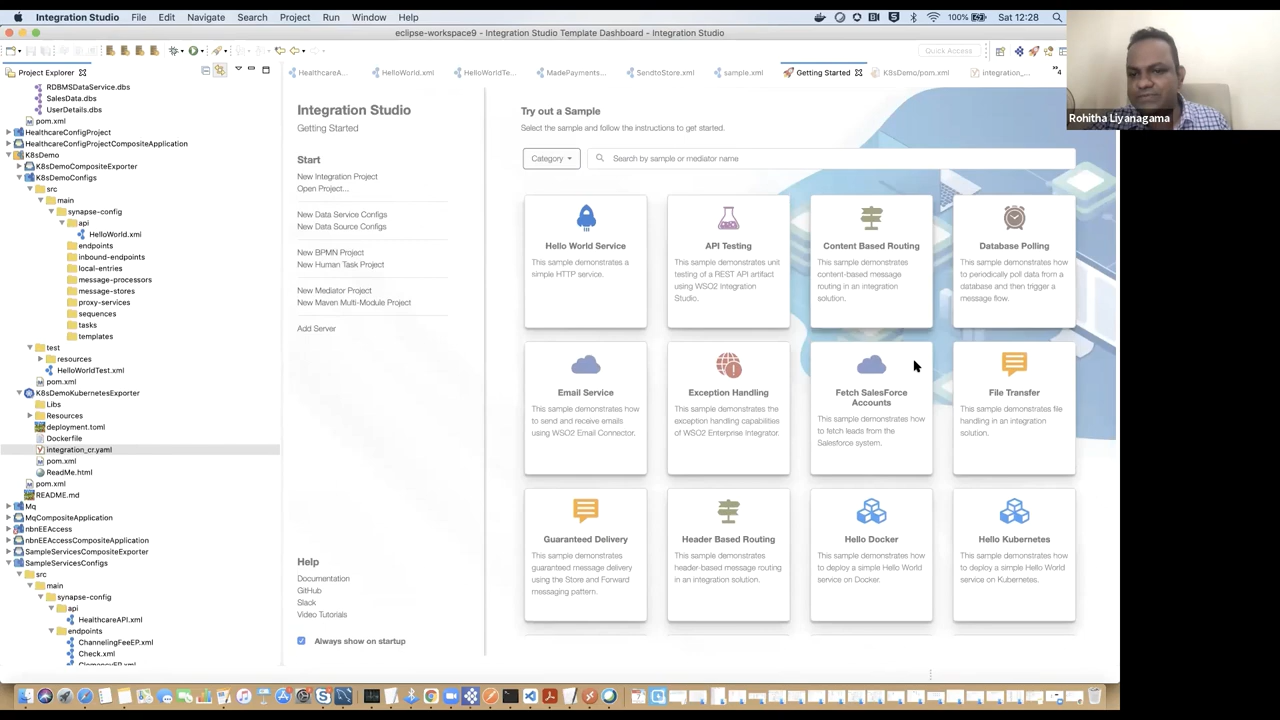 Integration Studio File Edit Navigate Search Project Run Window Help
100% Sat 12:28
eclipse-workspace9 - Integration Studio Template Dashboard - Integration Studio
Quick Access
Project Explorer
HealthcareA...
HelloWorld.xml
HelloWorldTe...
MadePayments...
SendtoStore.xml
sample.xml
Getting Started
K8sDemo/pom.xml
integration_...
4
RDBMSDataService.dbs
SalesData.dbs
UserDetails.dbs
pom.xml
HealthcareConfigProject
HealthcareConfigProjectCompositeApplication
K8sDemo
K8sDemoCompositeExporter
K8sDemoConfigs
src
main
synapse-config
api
HelloWorld.xml
endpoints
inbound-endpoints
local-entries
message-processors
message-stores
proxy-services
sequences
tasks
templates
test
resources
HelloWorldTest.xml
pom.xml
K8sDemoKubernetesExporter
Libs
Resources
deployment.toml
Dockerfile
integration_cr.yaml
pom.xml
ReadMe.html
pom.xml
README.md
Mq
MqCompositeApplication
nbnEEAccess
nbnEEAccessCompositeApplication
SampleServicesCompositeExporter
SampleServicesConfigs
src
main
synapse-config
api
HealthcareAPI.xml
endpoints
ChannelingFeeEP.xml
Check.xml
ClemencyEP.xml
Integration Studio
Getting Started
Start
New Integration Project
Open Project...
New Data Service Configs
New Data Source Configs
New BPMN Project
New Human Task Project
New Mediator Project
New Maven Multi-Module Project
Add Server
Help
Documentation
GitHub
Slack
Video Tutorials
Always show on startup
Try out a Sample
Select the sample and follow the instructions to get started.
Category
Search by sample or mediator name
Hello World Service
This sample demonstrates a
simple HTTP service.
API Testing
This sample demonstrates unit
testing of a REST API artifact
using WSO2 Integration
Studio.
Content Based Routing
This sample demonstrates
content-based message
routing in an integration
solution.
Database Polling
This sample demonstrates how
to periodically poll data from a
database and then trigger a
message flow.
Email Service
This sample demonstrates how
to send and receive emails
using WSO2 Email Connector.
Exception Handling
This sample demonstrates the
exception handling capabilities
of WSO2 Enterprise Integrator.
Fetch SalesForce
Accounts
This sample demonstrates how
to fetch leads from the
Salesforce system.
File Transfer
This sample demonstrates file
handling in an integration
solution.
Guaranteed Delivery
This sample demonstrates
guaranteed message delivery
using the Store and Forward
messaging pattern.
Header Based Routing
This sample demonstrates
header-based message routing
in an integration solution.
Hello Docker
This sample demonstrates how
to deploy a simple Hello World
service on Docker.
Hello Kubernetes
This sample demonstrates how
to deploy a simple Hello World
service on Kubernetes.
Rohitha Liyanagama